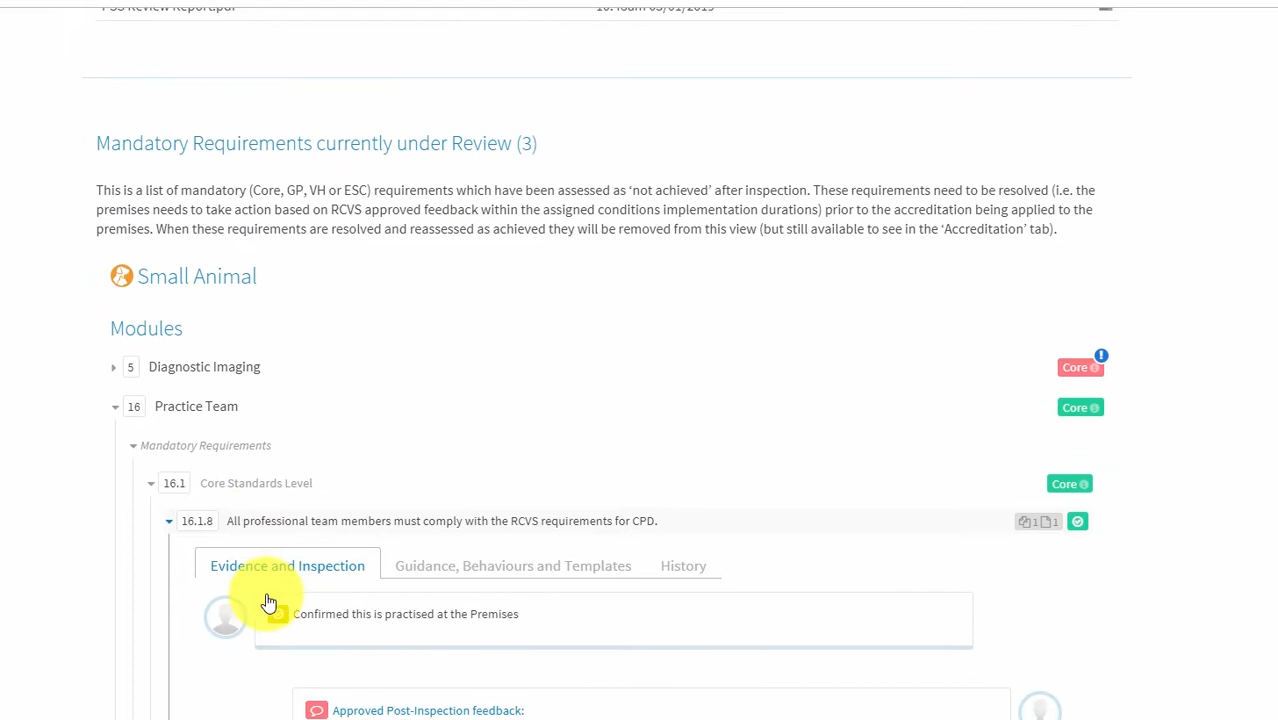 PSS Review Report.pdf
Mandatory Requirements currently under Review (3)
This is a list of mandatory (Core, GP, VH or ESC) requirements which have been assessed as ‘not achieved’ after inspection. These requirements need to be resolved (i.e. the
premises needs to take action based on RCVS approved feedback within the assigned conditions implementation durations) prior to the accreditation being applied to the
premises. When these requirements are resolved and reassessed as achieved they will be removed from this view (but still available to see in the ‘Accreditation’ tab).
Small Animal
Modules
5 Diagnostic Imaging Core
16 Practice Team Core
Mandatory Requirements
16.1 Core Standards Level Core
16.1.8 All professional team members must comply with the RCVS requirements for CPD. 1 1
Evidence and Inspection Guidance, Behaviours and Templates History
Confirmed this is practised at the Premises
Approved Post-Inspection feedback: